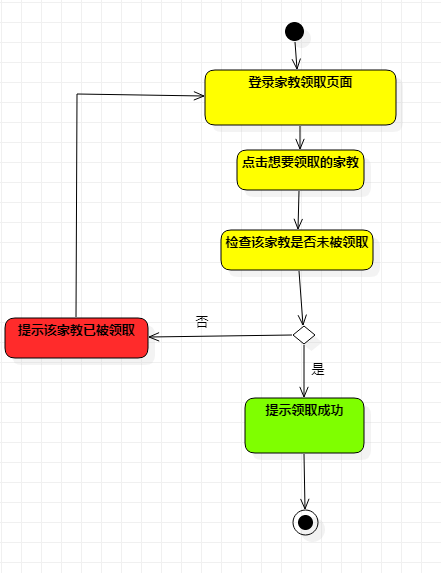 登录家教领取页面
点击想要领取的家教
检查该家教是否未被领取
提示该家教已被领取
否
是
提示领取成功